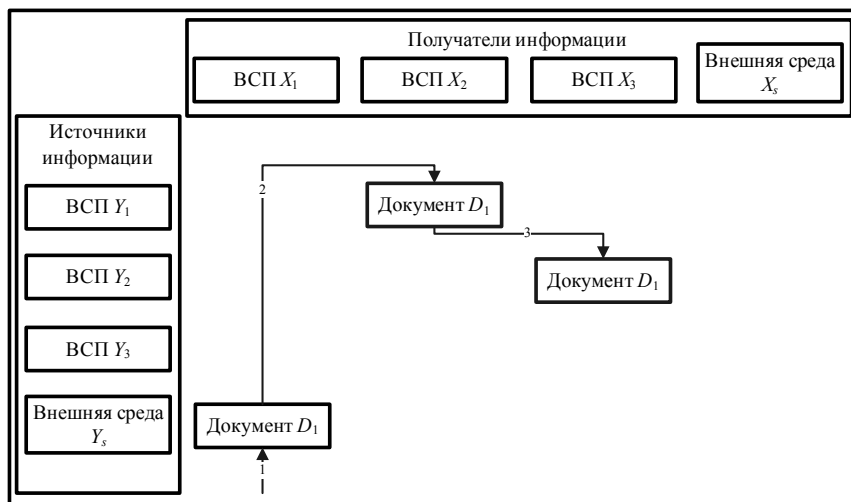 Получатели информации
ВСП X₁
ВСП X₂
ВСП X₃
Внешняя среда
Xₛ
Источники
информации
ВСП Y₁
ВСП Y₂
ВСП Y₃
Внешняя среда
Yₛ
2
Документ D₁
3
Документ D₁
Документ D₁
1